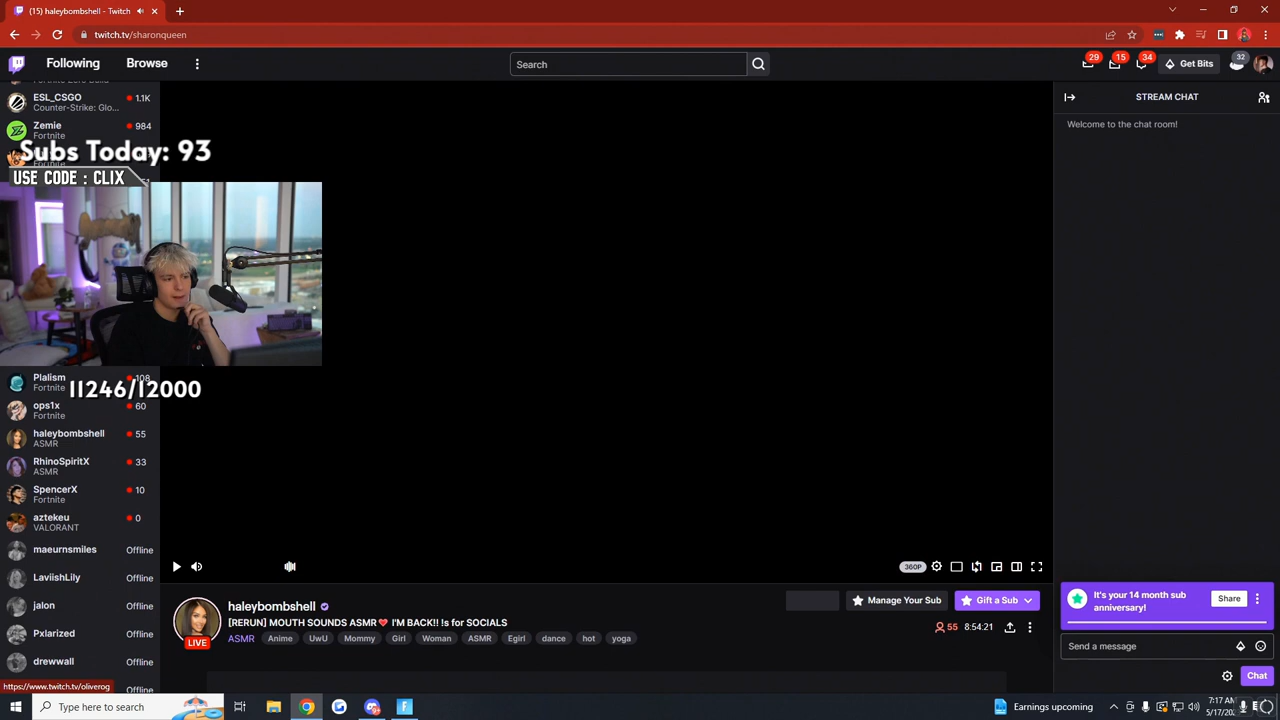 (15) haleybombshell - Twitch
twitch.tv/sharonqueen
Following
Browse
Search
29
15
34
Get Bits
32
ESL_CSGO
1.1K
Counter-Strike: Glo...
Zemie
984
Fortnite
Subs Today: 93
USE CODE : CLIX
Plalism
108
Fortnite
11246/12000
ops1x
60
Fortnite
haleybombshell
55
ASMR
RhinoSpiritX
33
ASMR
SpencerX
10
Fortnite
aztekeu
0
VALORANT
maeurnsmiles
Offline
LaviishLily
Offline
jalon
Offline
Pxlarized
Offline
drewwall
Offline
https://www.twitch.tv/oliverog
Offline
360P
haleybombshell
LIVE
[RERUN] MOUTH SOUNDS ASMR❤️ I'M BACK!! !s for SOCIALS
ASMR
Anime
UwU
Mommy
Girl
Woman
ASMR
Egirl
dance
hot
yoga
Manage Your Sub
Gift a Sub
55
8:54:21
STREAM CHAT
Welcome to the chat room!
It's your 14 month sub
anniversary!
Share
Send a message
Chat
Type here to search
Earnings upcoming
7:17 AM